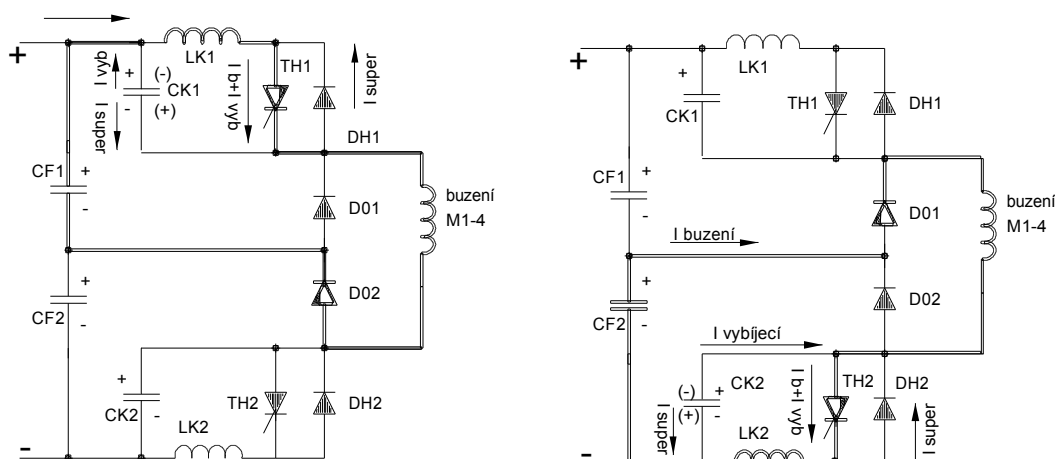 +
LK1
I vyb
I super
+
(-)
CK1
-
(+)
I b+I vyb
TH1
I super
DH1
CF1
+
-
D01
buzení
M1-4
CF2
+
-
D02
+
CK2
-
TH2
DH2
LK2
-
+
LK1
+
CK1
TH1
DH1
CF1
+
-
D01
buzení
M1-4
I buzení
+
CF2
-
D02
I vybíjecí
(-)
+
CK2
(+)
-
I super
I b+I vyb
TH2
DH2
I super
LK2
-